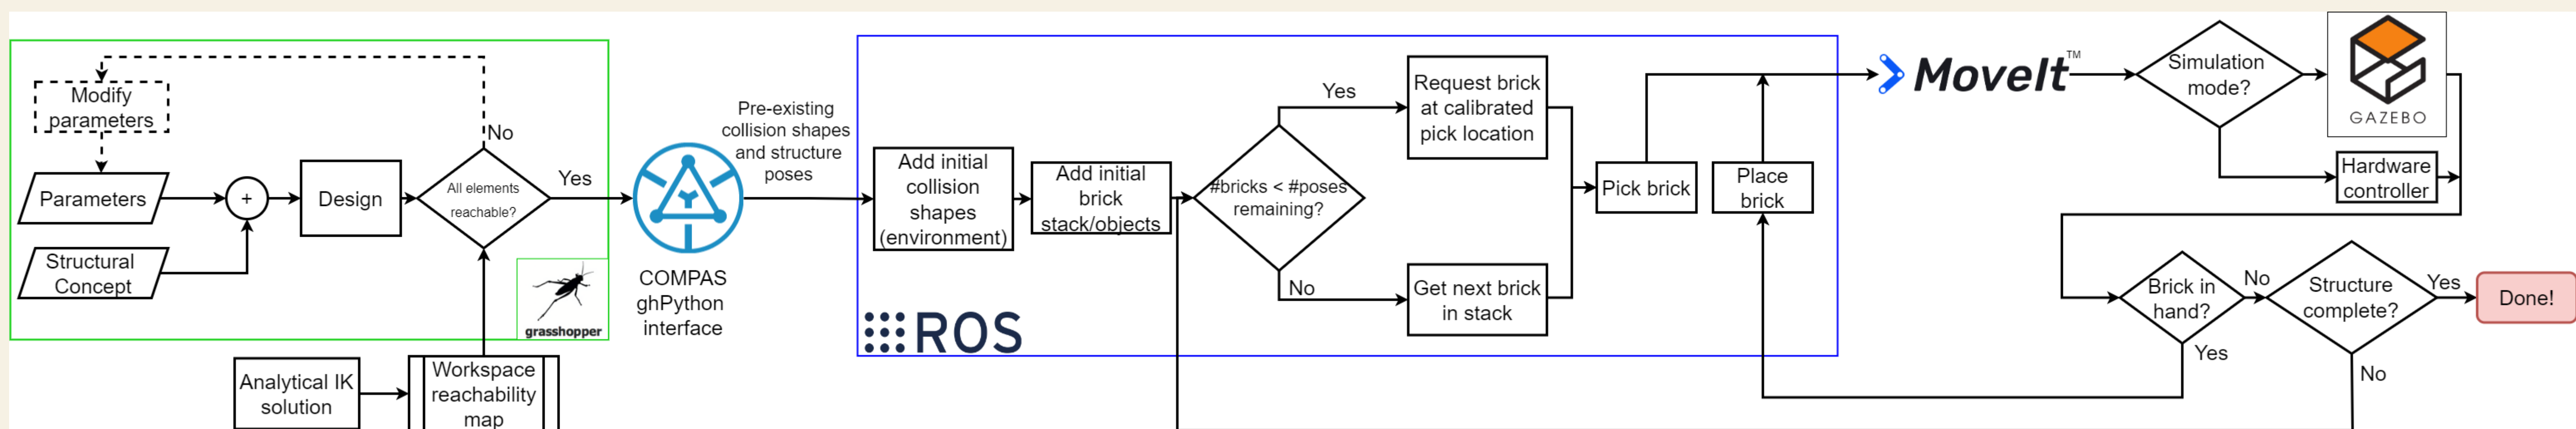 Modify
parameters
No
Parameters
+
Design
All elements
reachable?
Yes
Structural
Concept
grasshopper
Analytical IK
solution
Workspace
reachability
map
COMPAS
ghPython
interface
Pre-existing
collision shapes
and structure
poses
Add initial
collision
shapes
(environment)
Add initial
brick
stack/objects
#bricks < #poses
remaining?
Yes
No
Request brick
at calibrated
pick location
Get next brick
in stack
Pick brick
Place
brick
ROS
MoveIt™
Simulation
mode?
GAZEBO
Hardware
controller
Brick in
hand?
No
Yes
Structure
complete?
Yes
No
Done!